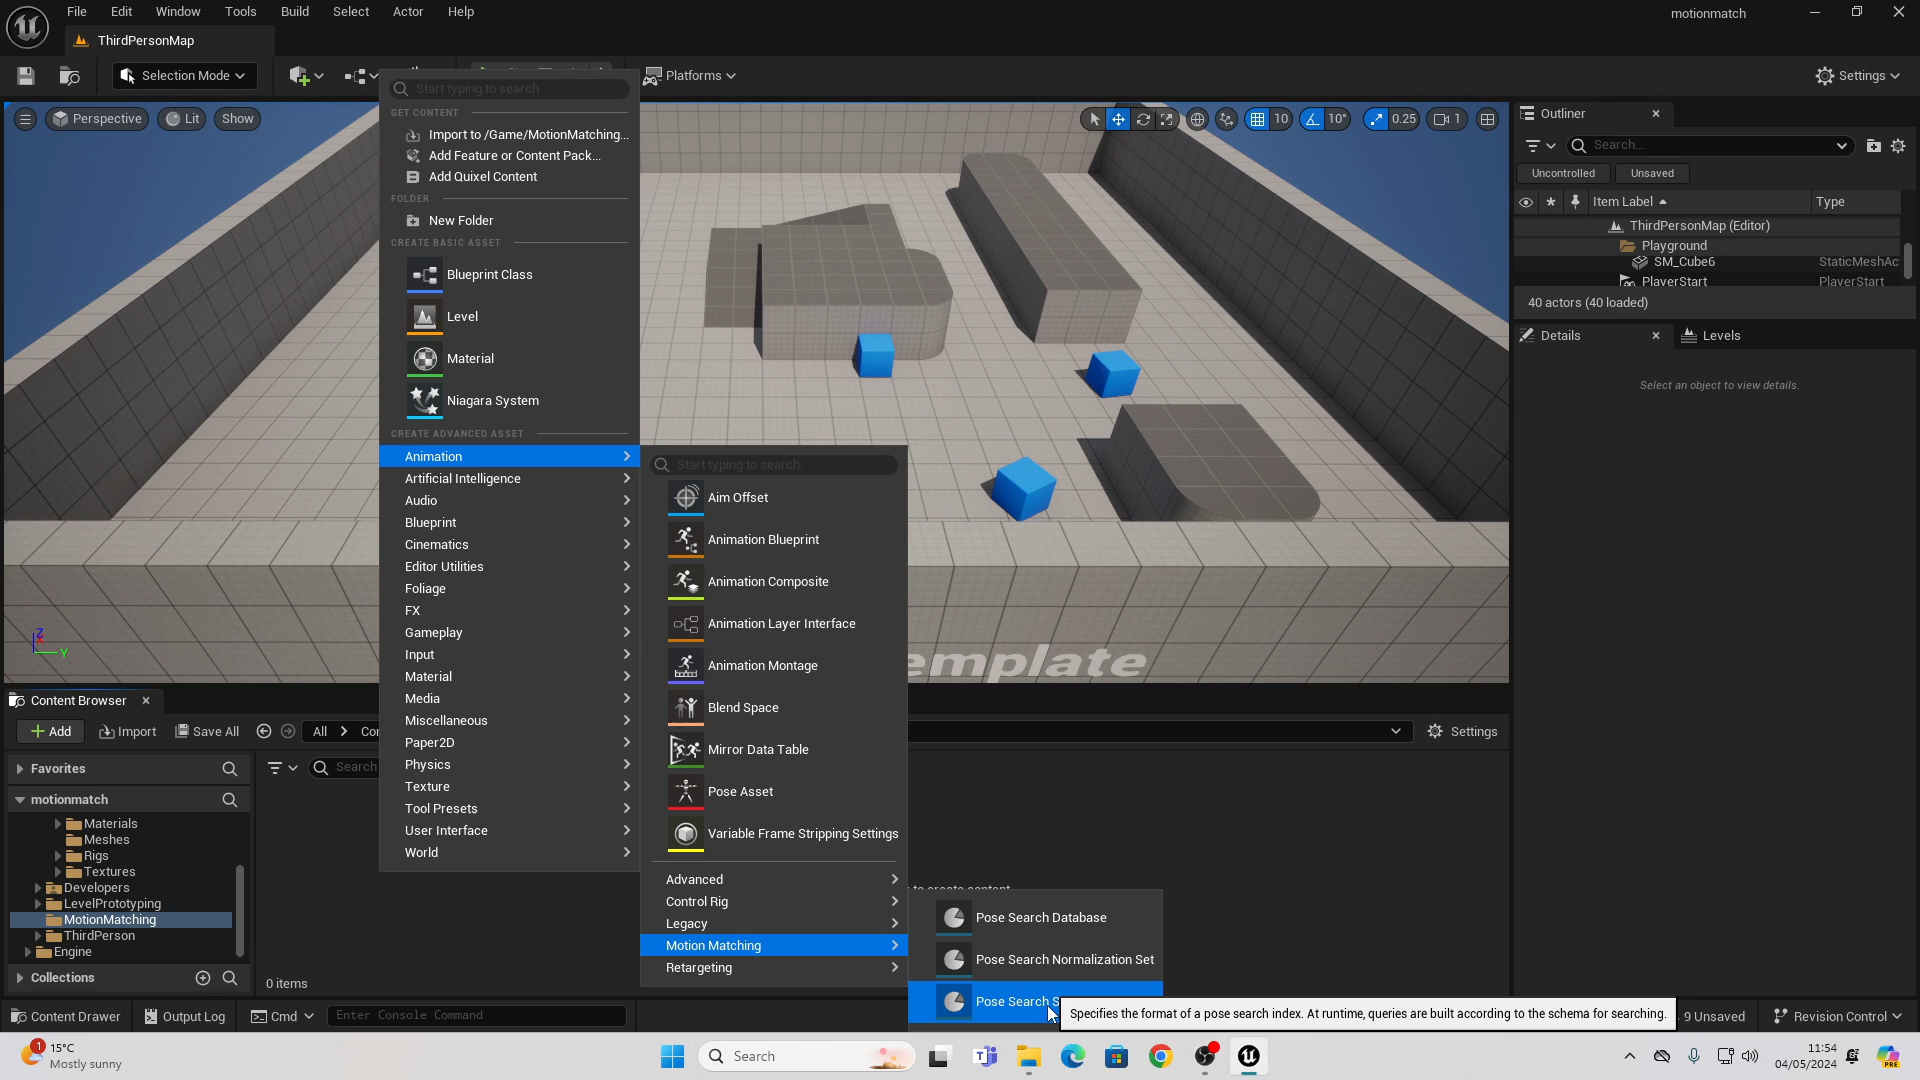 File Edit Window Tools Build Select Actor Help
motionmatch
ThirdPersonMap
Selection Mode
Platforms
Settings
Perspective
Lit
Show
10
10°
0.25
1
Start typing to search
GET CONTENT
Import to /Game/MotionMatching...
Add Feature or Content Pack...
Add Quixel Content
FOLDER
New Folder
CREATE BASIC ASSET
Blueprint Class
Level
Material
Niagara System
CREATE ADVANCED ASSET
Animation
Artificial Intelligence
Audio
Blueprint
Cinematics
Editor Utilities
Foliage
FX
Gameplay
Input
Material
Media
Miscellaneous
Paper2D
Physics
Texture
Tool Presets
User Interface
World
Start typing to search
Aim Offset
Animation Blueprint
Animation Composite
Animation Layer Interface
Animation Montage
Blend Space
Mirror Data Table
Pose Asset
Variable Frame Stripping Settings
Advanced
Control Rig
Legacy
Motion Matching
Retargeting
Pose Search Database
Pose Search Normalization Set
Pose Search S
Specifies the format of a pose search index. At runtime, queries are built according to the schema for searching.
emplate
Z
Y
Outliner
Search...
Uncontrolled
Unsaved
Item Label
Type
ThirdPersonMap (Editor)
Playground
SM_Cube6 StaticMeshAc
PlayerStart PlayerStart
40 actors (40 loaded)
Details
Levels
Select an object to view details.
Content Browser
Add
Import
Save All
All
Con
Settings
Favorites
Search
motionmatch
Materials
Meshes
Rigs
Textures
Developers
LevelPrototyping
MotionMatching
ThirdPerson
Engine
Collections
0 items
to create content
Content Drawer
Output Log
Cmd
Enter Console Command
9 Unsaved
Revision Control
1
15°C
Mostly sunny
Search
11:54
04/05/2024
PRE